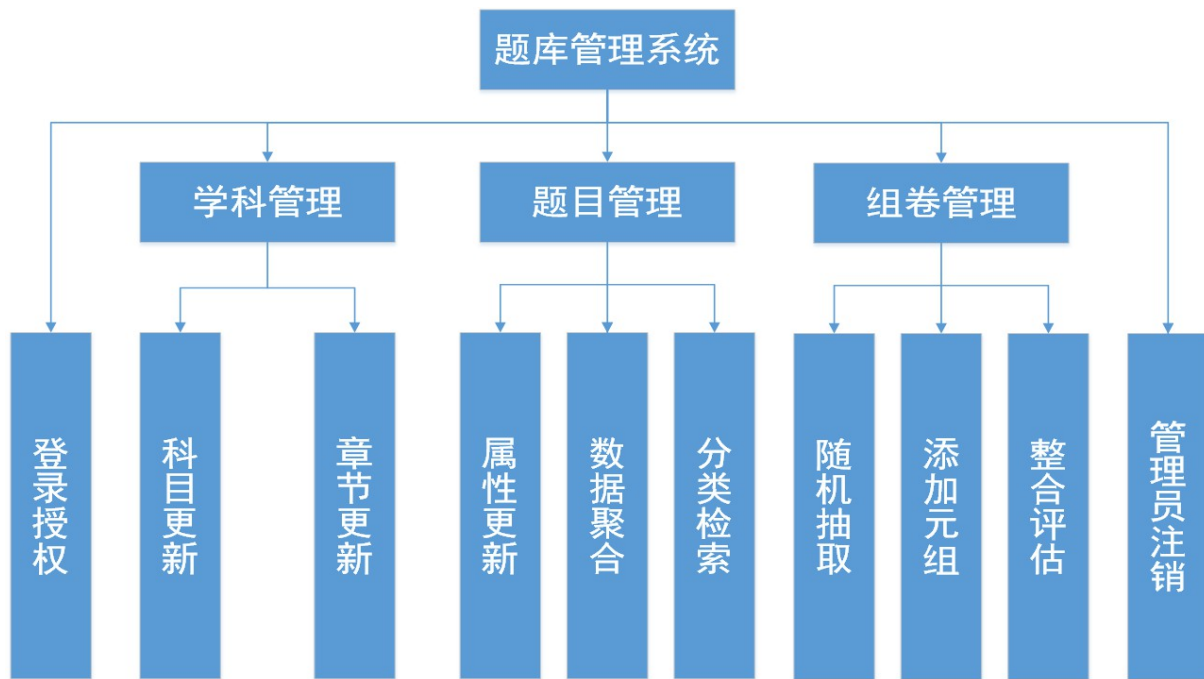 题库管理系统
学科管理
题目管理
组卷管理
登录授权
科目更新
章节更新
属性更新
数据聚合
分类检索
随机抽取
添加元组
整合评估
管理员注销